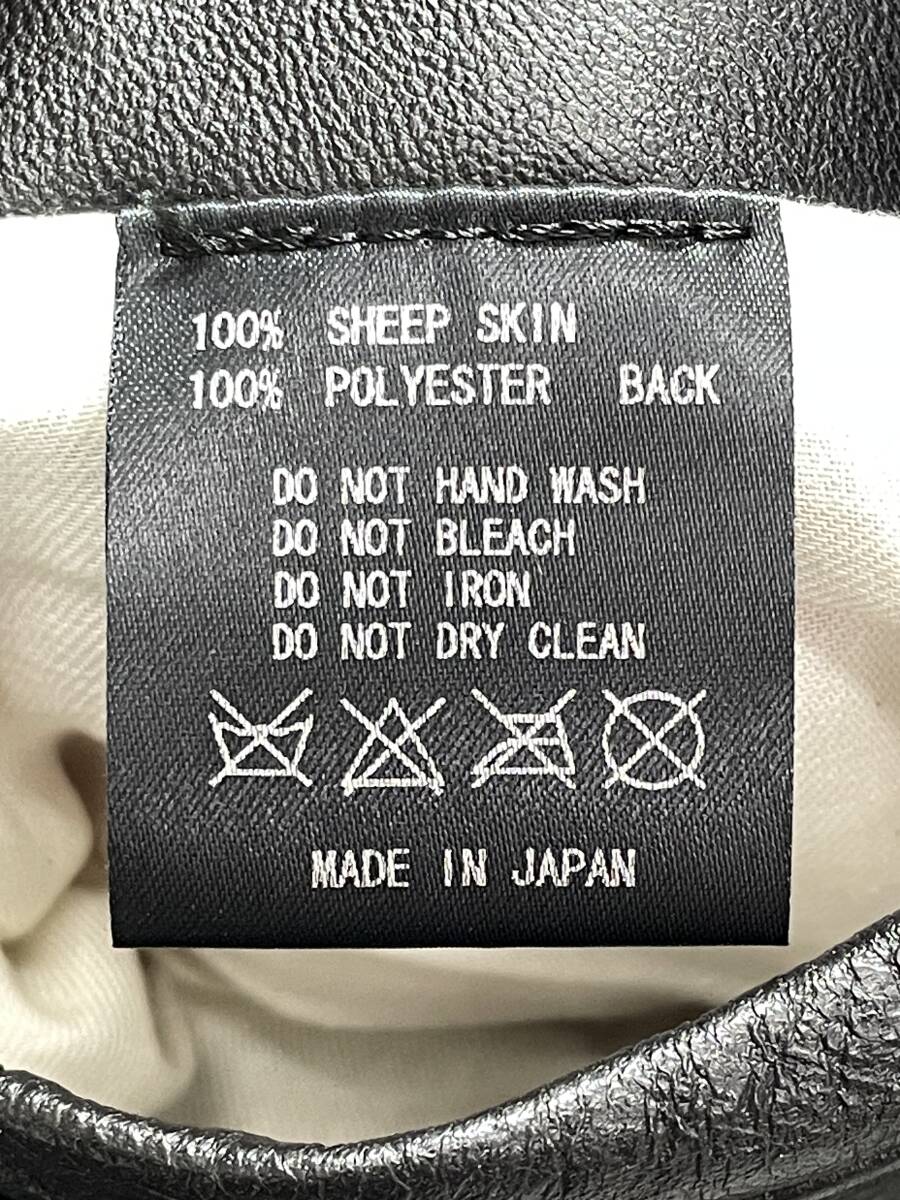 100% SHEEP SKIN
100% POLYESTER BACK
DO NOT HAND WASH
DO NOT BLEACH
DO NOT IRON
DO NOT DRY CLEAN
MADE IN JAPAN